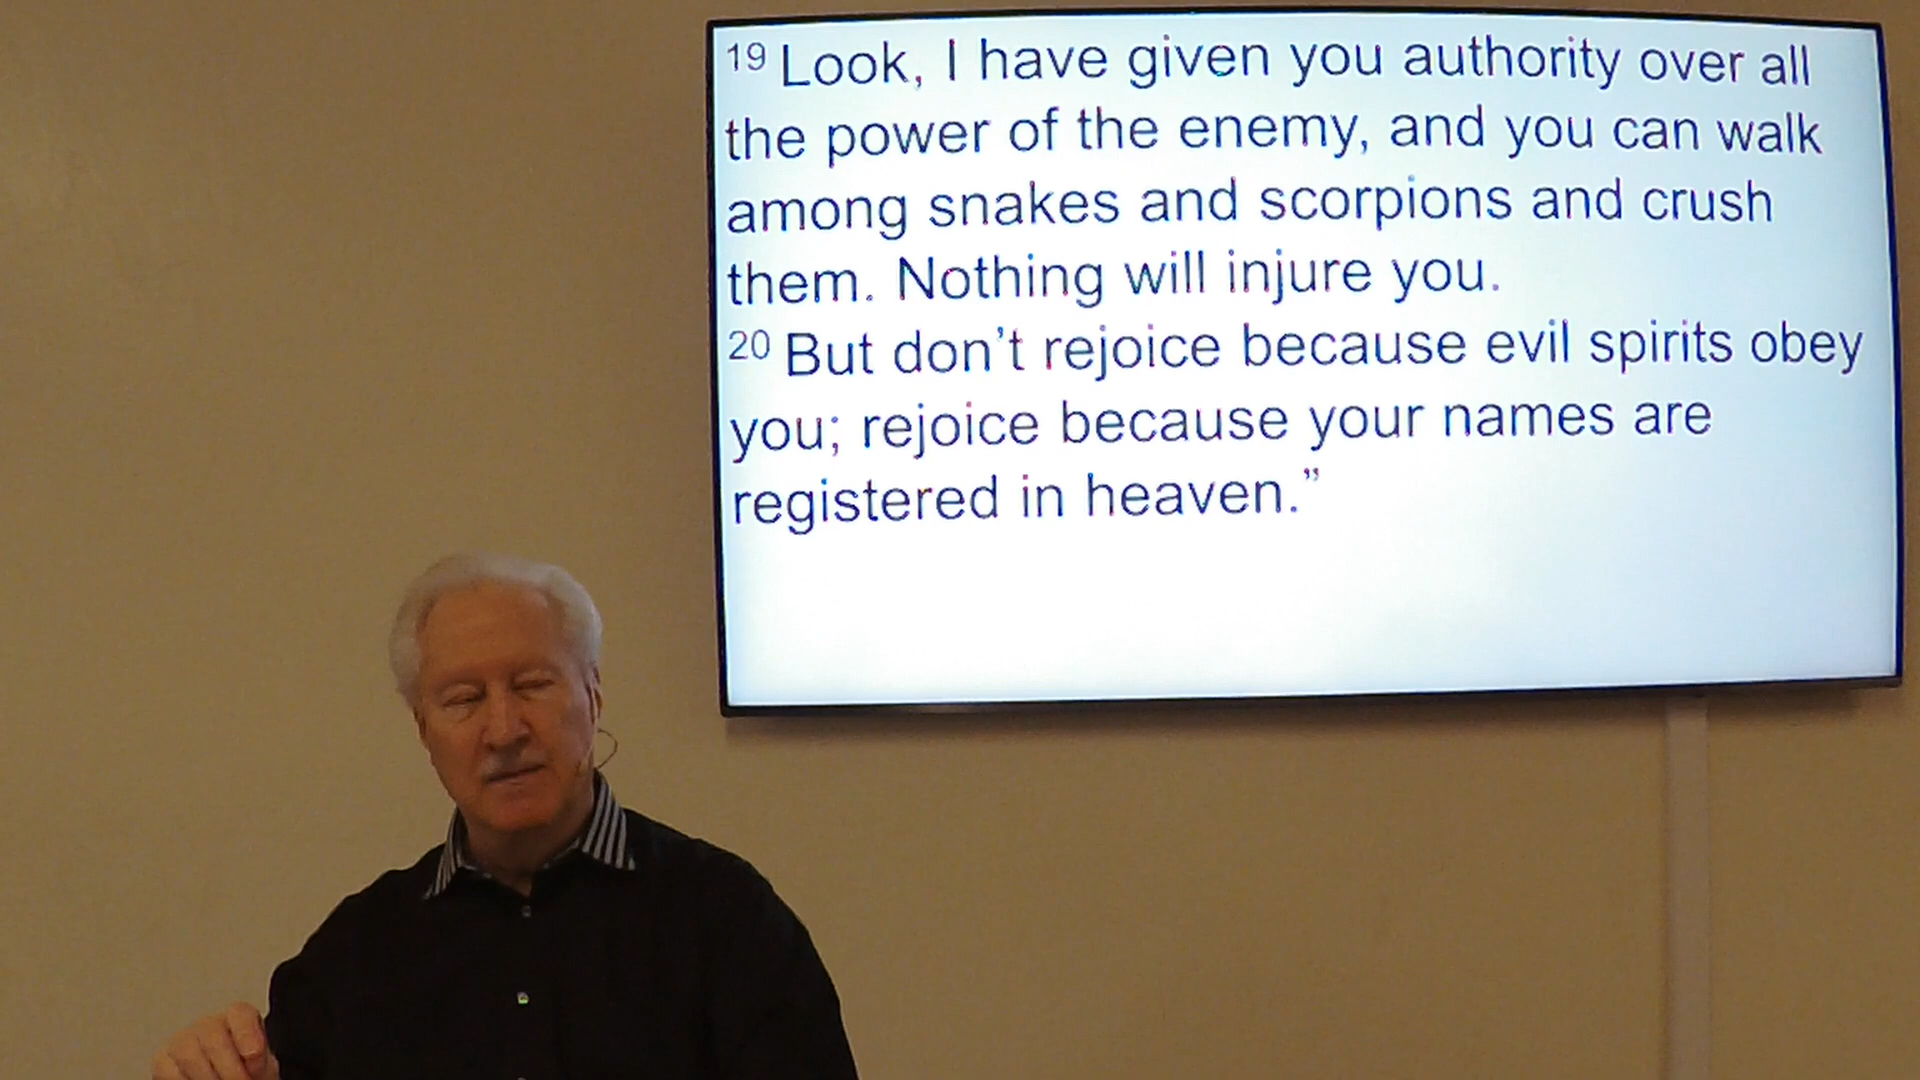 19 Look, I have given you authority over all
the power of the enemy, and you can walk
among snakes and scorpions and crush
them. Nothing will injure you.
20 But don’t rejoice because evil spirits obey
you; rejoice because your names are
registered in heaven.”